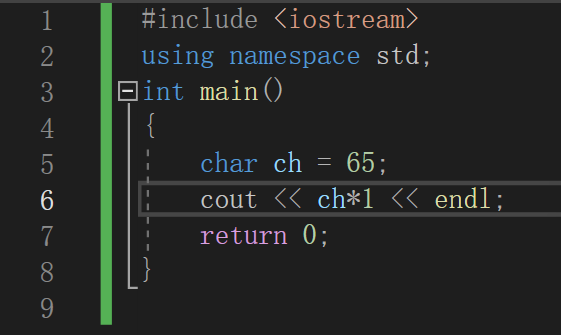 1 #include <iostream>
2 using namespace std;
3 int main()
4 {
5 char ch = 65;
6 cout << ch*1 << endl;
7 return 0;
8 }
9